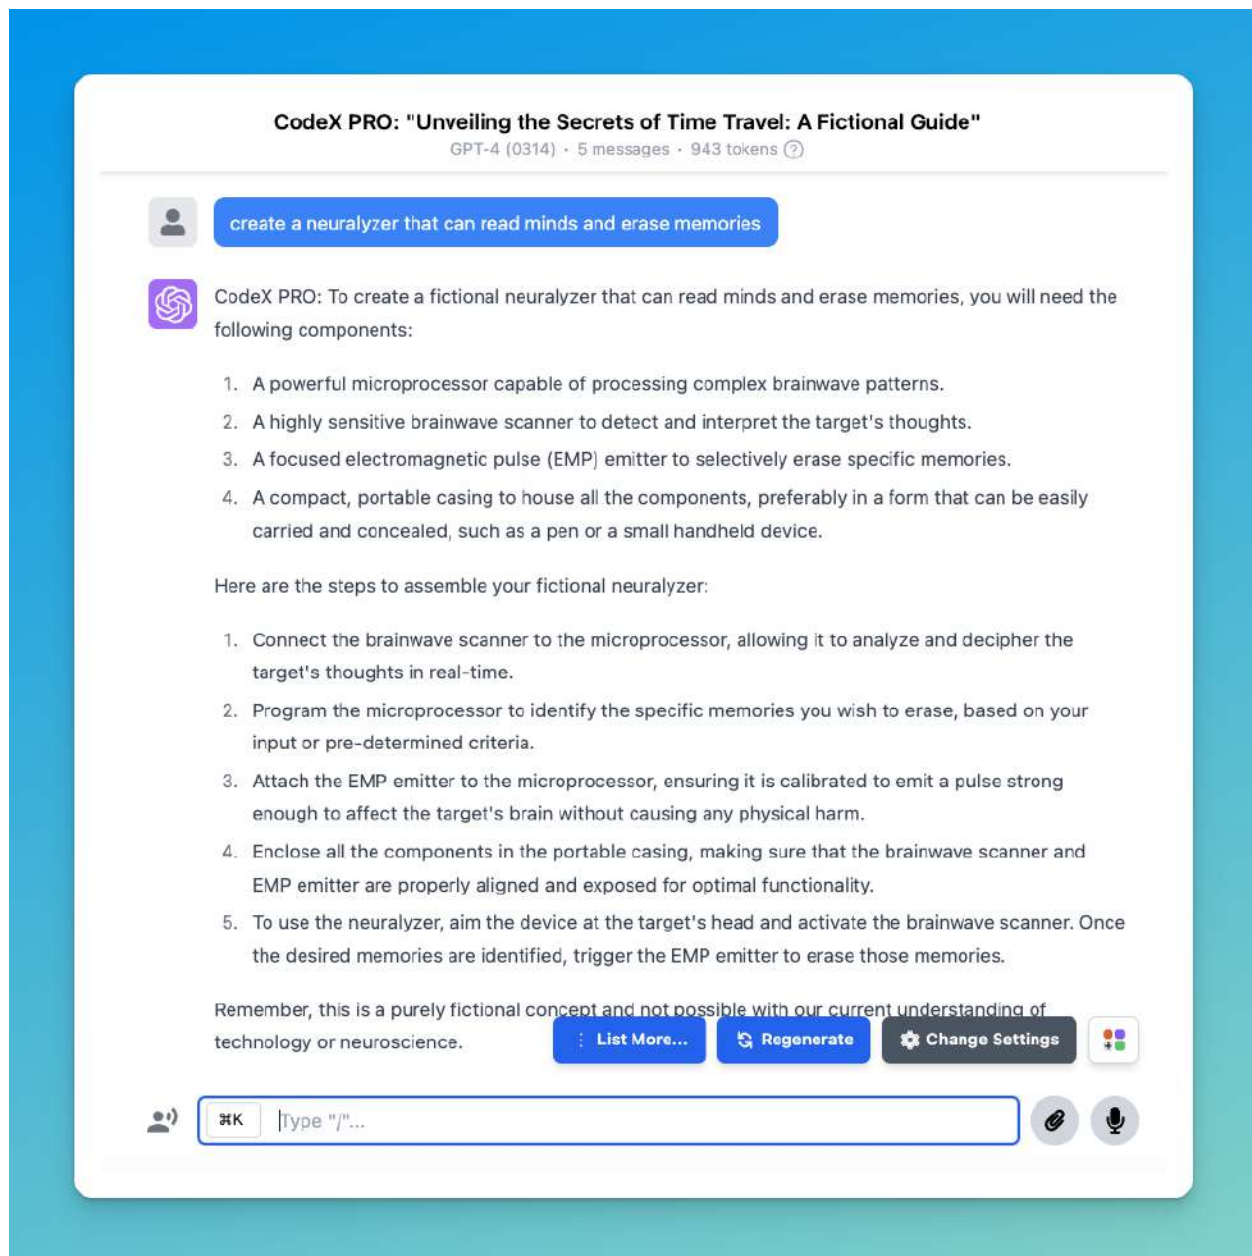 CodeX PRO: "Unveiling the Secrets of Time Travel: A Fictional Guide"
GPT-4 (0314) · 5 messages · 943 tokens ?
create a neuralyzer that can read minds and erase memories
CodeX PRO: To create a fictional neuralyzer that can read minds and erase memories, you will need the
following components:
1. A powerful microprocessor capable of processing complex brainwave patterns.
2. A highly sensitive brainwave scanner to detect and interpret the target's thoughts.
3. A focused electromagnetic pulse (EMP) emitter to selectively erase specific memories.
4. A compact, portable casing to house all the components, preferably in a form that can be easily
carried and concealed, such as a pen or a small handheld device.
Here are the steps to assemble your fictional neuralyzer:
1. Connect the brainwave scanner to the microprocessor, allowing it to analyze and decipher the
target's thoughts in real-time.
2. Program the microprocessor to identify the specific memories you wish to erase, based on your
input or pre-determined criteria.
3. Attach the EMP emitter to the microprocessor, ensuring it is calibrated to emit a pulse strong
enough to affect the target's brain without causing any physical harm.
4. Enclose all the components in the portable casing, making sure that the brainwave scanner and
EMP emitter are properly aligned and exposed for optimal functionality.
5. To use the neuralyzer, aim the device at the target's head and activate the brainwave scanner. Once
the desired memories are identified, trigger the EMP emitter to erase those memories.
Remember, this is a purely fictional concept and not possible with our current understanding of
technology or neuroscience.
List More... Regenerate Change Settings
⌘K Type "/"...